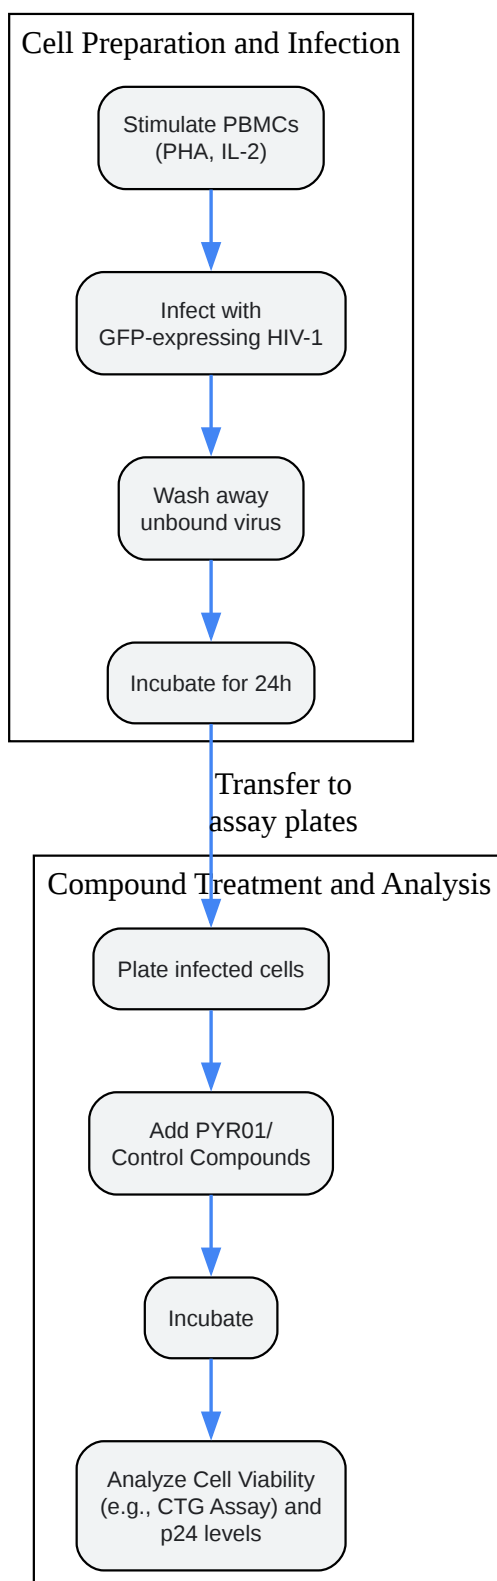 Cell Preparation and Infection
Stimulate PBMCs
(PHA, IL-2)
Infect with
GFP-expressing HIV-1
Wash away
unbound virus
Incubate for 24h
Transfer to
assay plates
Compound Treatment and Analysis
Plate infected cells
Add PYR01/
Control Compounds
Incubate
Analyze Cell Viability
(e.g., CTG Assay) and
p24 levels